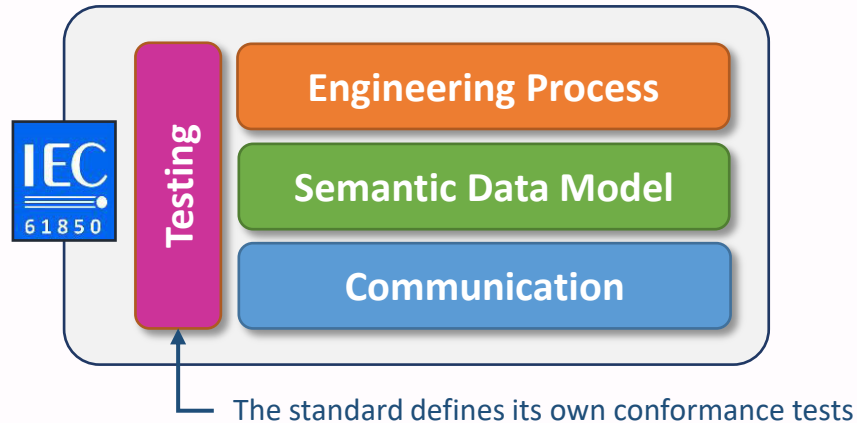 Engineering Process
IEC
61850
Testing
Semantic Data Model
Communication
The standard defines its own conformance tests